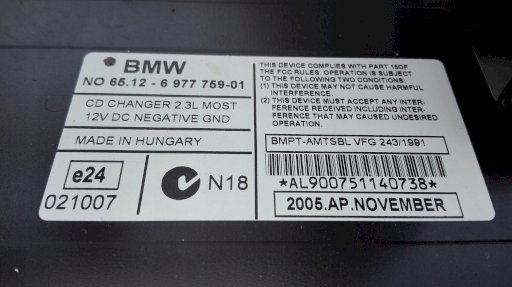 BMW
NO 65.12 - 6 977 759-01
CD CHANGER 2.3L MOST
12V DC NEGATIVE GND
MADE IN HUNGARY
e24
021007
N18
THIS DEVICE COMPLIES WITH PART 15OF
THE FCC RULES. OPERATION IS SUBJECT
TO THE FOLLOWING 2 CONDITIONS:
(1) THIS DEVICE MAY NOT CAUSE HARMFUL
INTERFERENCE.
(2) THIS DEVICE MUST ACCEPT ANY INTER-
FERENCE RECEIVED INCLUDING INTER-
FERENCE THAT MAY CAUSED UNDESIRED
OPERATION.
BMPT-AMTSBL VFG 243/1991
*AL900751140738*
2005.AP.NOVEMBER